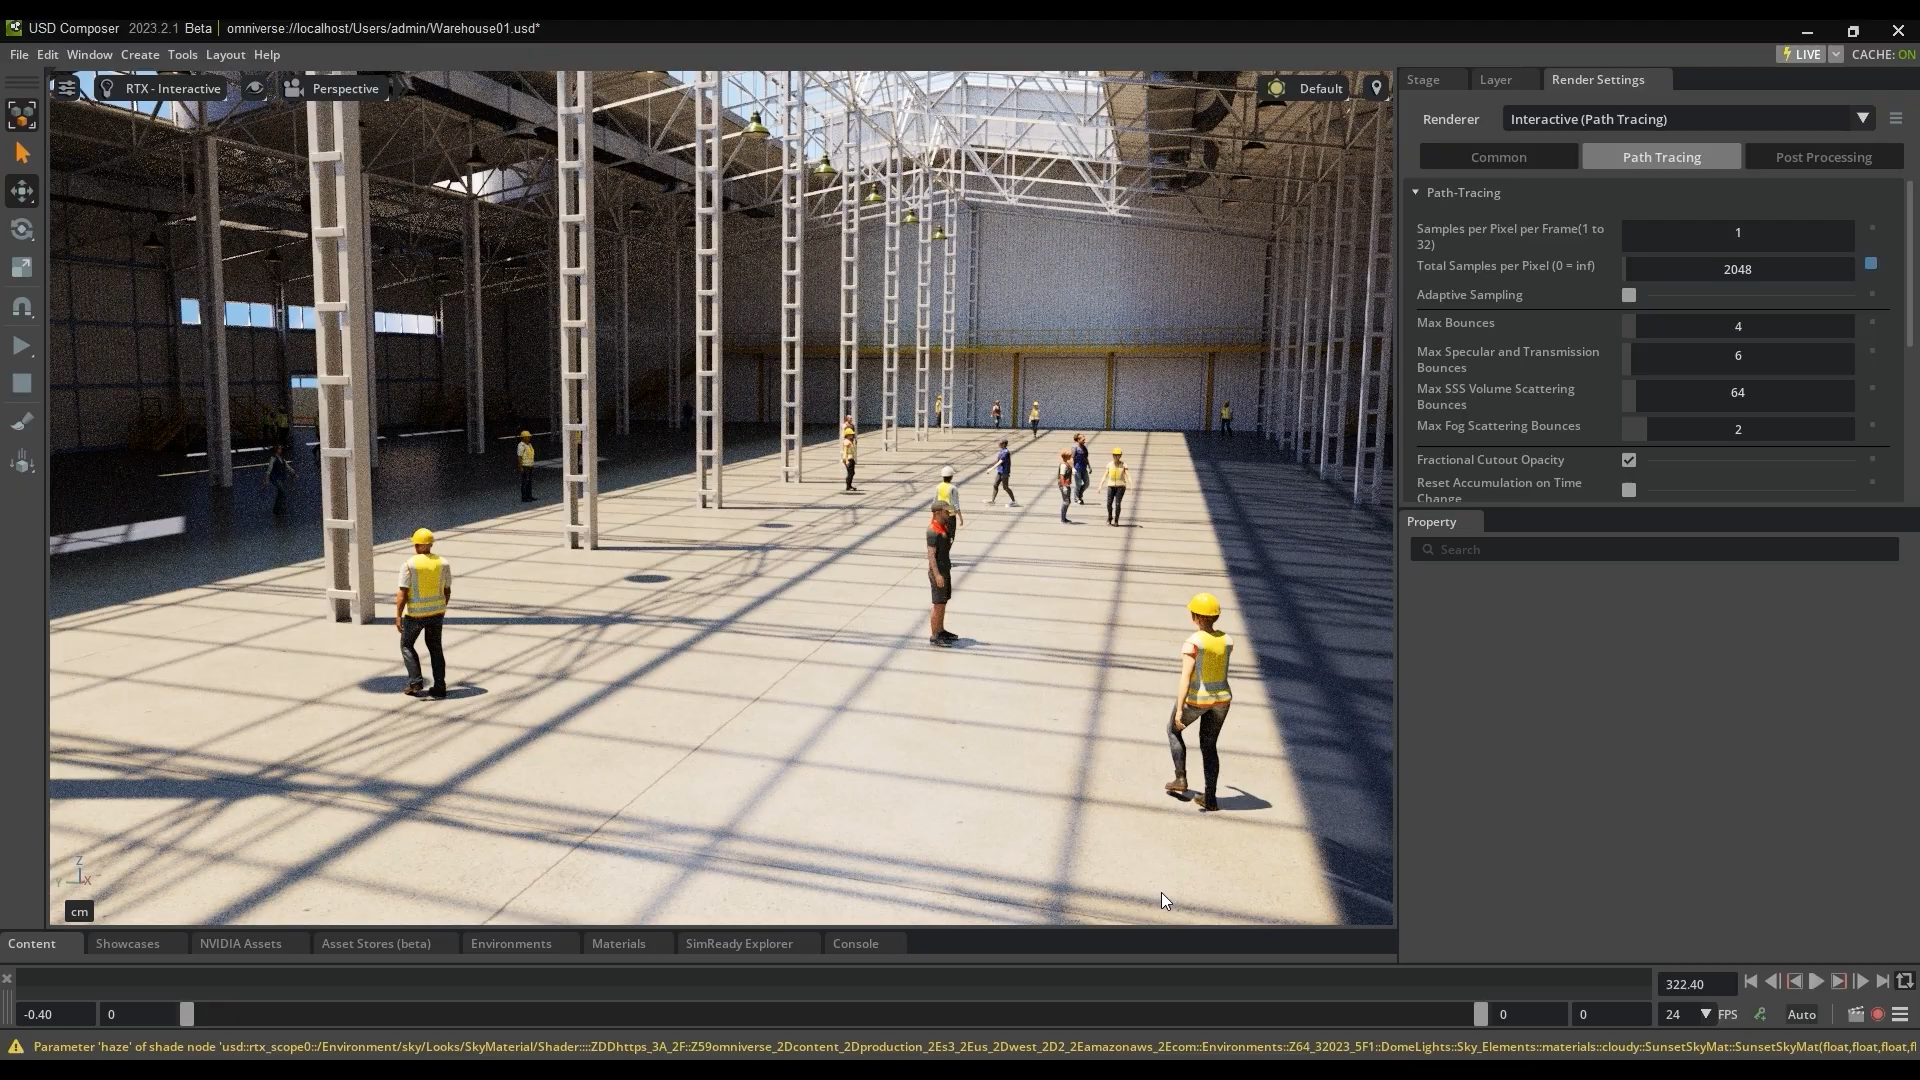 USD Composer 2023.2.1 Beta omniverse://localhost/Users/admin/Warehouse01.usd*
File Edit Window Create Tools Layout Help
LIVE CACHE: ON
RTX - Interactive Perspective Default
Stage Layer Render Settings
Renderer Interactive (Path Tracing)
Common Path Tracing Post Processing
Path-Tracing
Samples per Pixel per Frame(1 to
32)
1
Total Samples per Pixel (0 = inf) 2048
Adaptive Sampling
Max Bounces 4
Max Specular and Transmission
Bounces
6
Max SSS Volume Scattering
Bounces
64
Max Fog Scattering Bounces 2
Fractional Cutout Opacity
Reset Accumulation on Time
Change
Property
Search
Z
Y X
cm
Content Showcases NVIDIA Assets Asset Stores (beta) Environments Materials SimReady Explorer Console
322.40
-0.40 0 0 0 24 FPS Auto
Parameter 'haze' of shade node 'usd::rtx_scope0::/Environment/sky/Looks/SkyMaterial/Shader::::ZDDhttps_3A_2F::Z59omniverse_2Dcontent_2Dproduction_2Es3_2Eus_2Dwest_2D2_2Eamazonaws_2Ecom::Environments::Z64_32023_5F1::DomeLights::Sky_Elements::materials::cloudy::SunsetSkyMat::SunsetSkyMat(float,float,float,fl